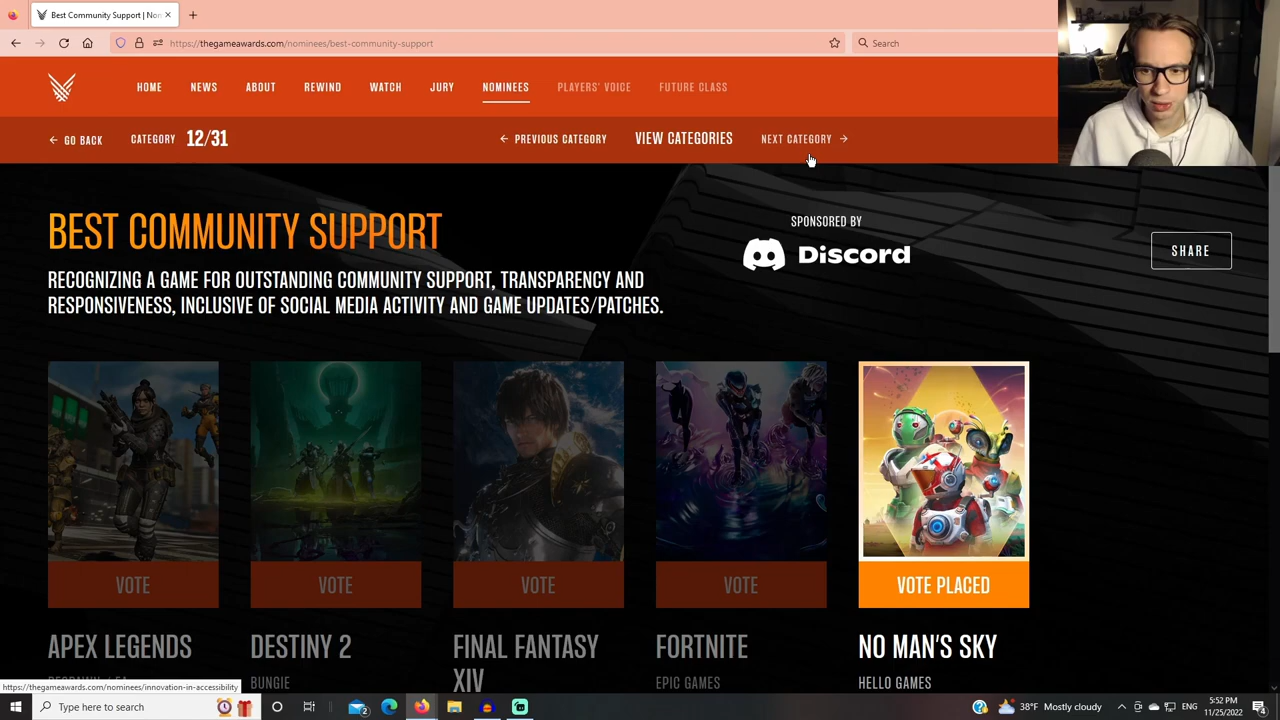 Best Community Support | Nom
https://thegameawards.com/nominees/best-community-support
Search
HOME NEWS ABOUT REWIND WATCH JURY NOMINEES PLAYERS' VOICE FUTURE CLASS
GO BACK CATEGORY 12/31 PREVIOUS CATEGORY VIEW CATEGORIES NEXT CATEGORY
BEST COMMUNITY SUPPORT
RECOGNIZING A GAME FOR OUTSTANDING COMMUNITY SUPPORT, TRANSPARENCY AND
RESPONSIVENESS, INCLUSIVE OF SOCIAL MEDIA ACTIVITY AND GAME UPDATES/PATCHES.
SPONSORED BY
Discord
SHARE
VOTE VOTE VOTE VOTE VOTE PLACED
APEX LEGENDS DESTINY 2 FINAL FANTASY FORTNITE NO MAN'S SKY
XIV
BUNGIE EPIC GAMES HELLO GAMES
https://thegameawards.com/nominees/innovation-in-accessibility
Type here to search
2
38°F Mostly cloudy
5:52 PM
11/25/2022
4